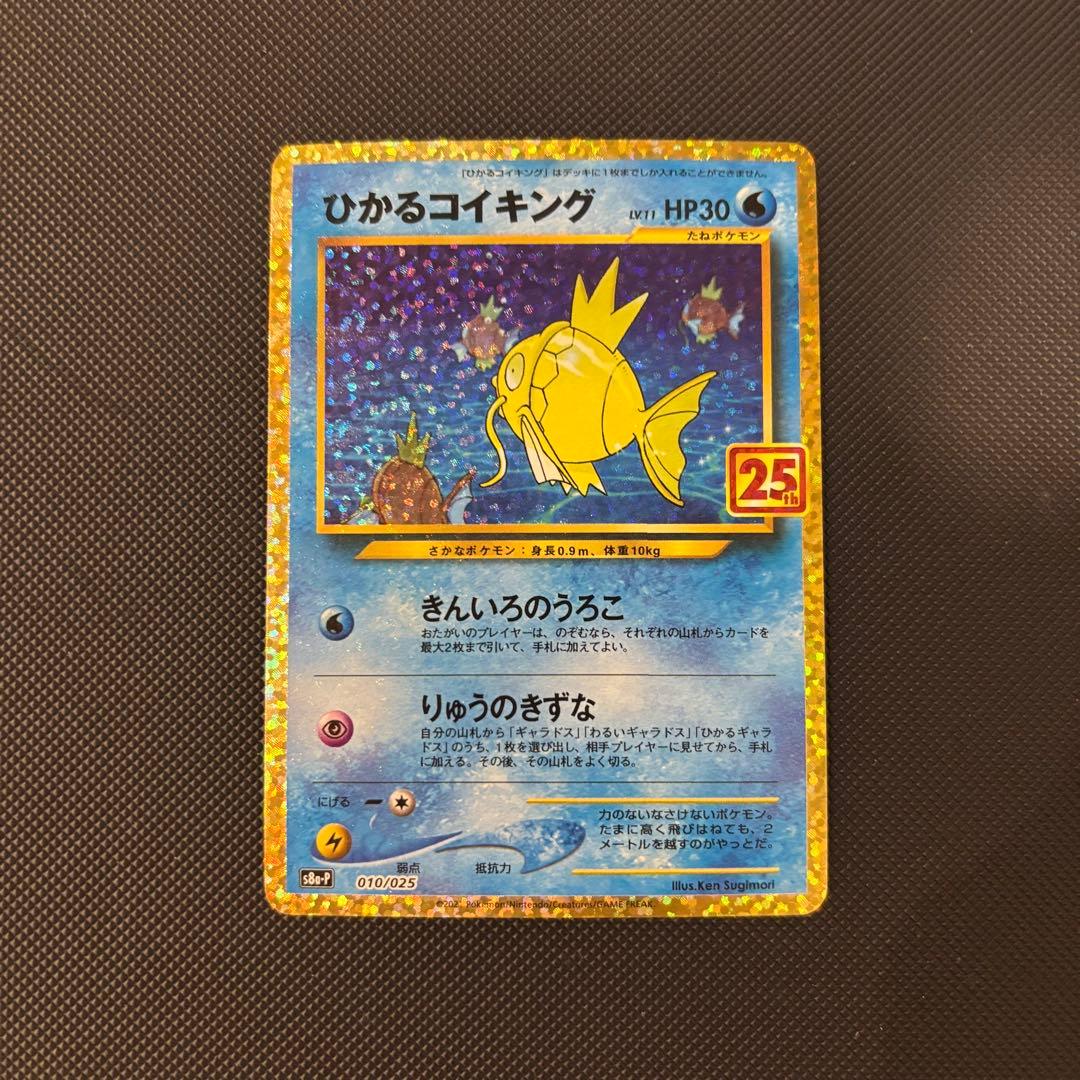 「ひかるコイキング」はデッキに1枚までしか入れることができません。
ひかるコイキング LV.11 HP30
たねポケモン
25th
さかなポケモン：身長0.9m、体重10kg
きんいろのうろこ
おたがいのプレイヤーは、のぞむなら、それぞれの山札からカードを
最大2枚まで引いて、手札に加えてよい。
りゅうのきずな
自分の山札から「ギャラドス」「わるいギャラドス」「ひかるギャラ
ドス」のうち、1枚を選び出し、相手プレイヤーに見せてから、手札
に加える。その後、その山札をよく切る。
にげる
力のないなさけないポケモン。
たまに高く飛びはねても、2
メートルを越すのがやっとだ。
弱点 抵抗力
s8a-P 010/025
Illus.Ken Sugimori
©2021 Pokémon/Nintendo/Creatures/GAME FREAK.